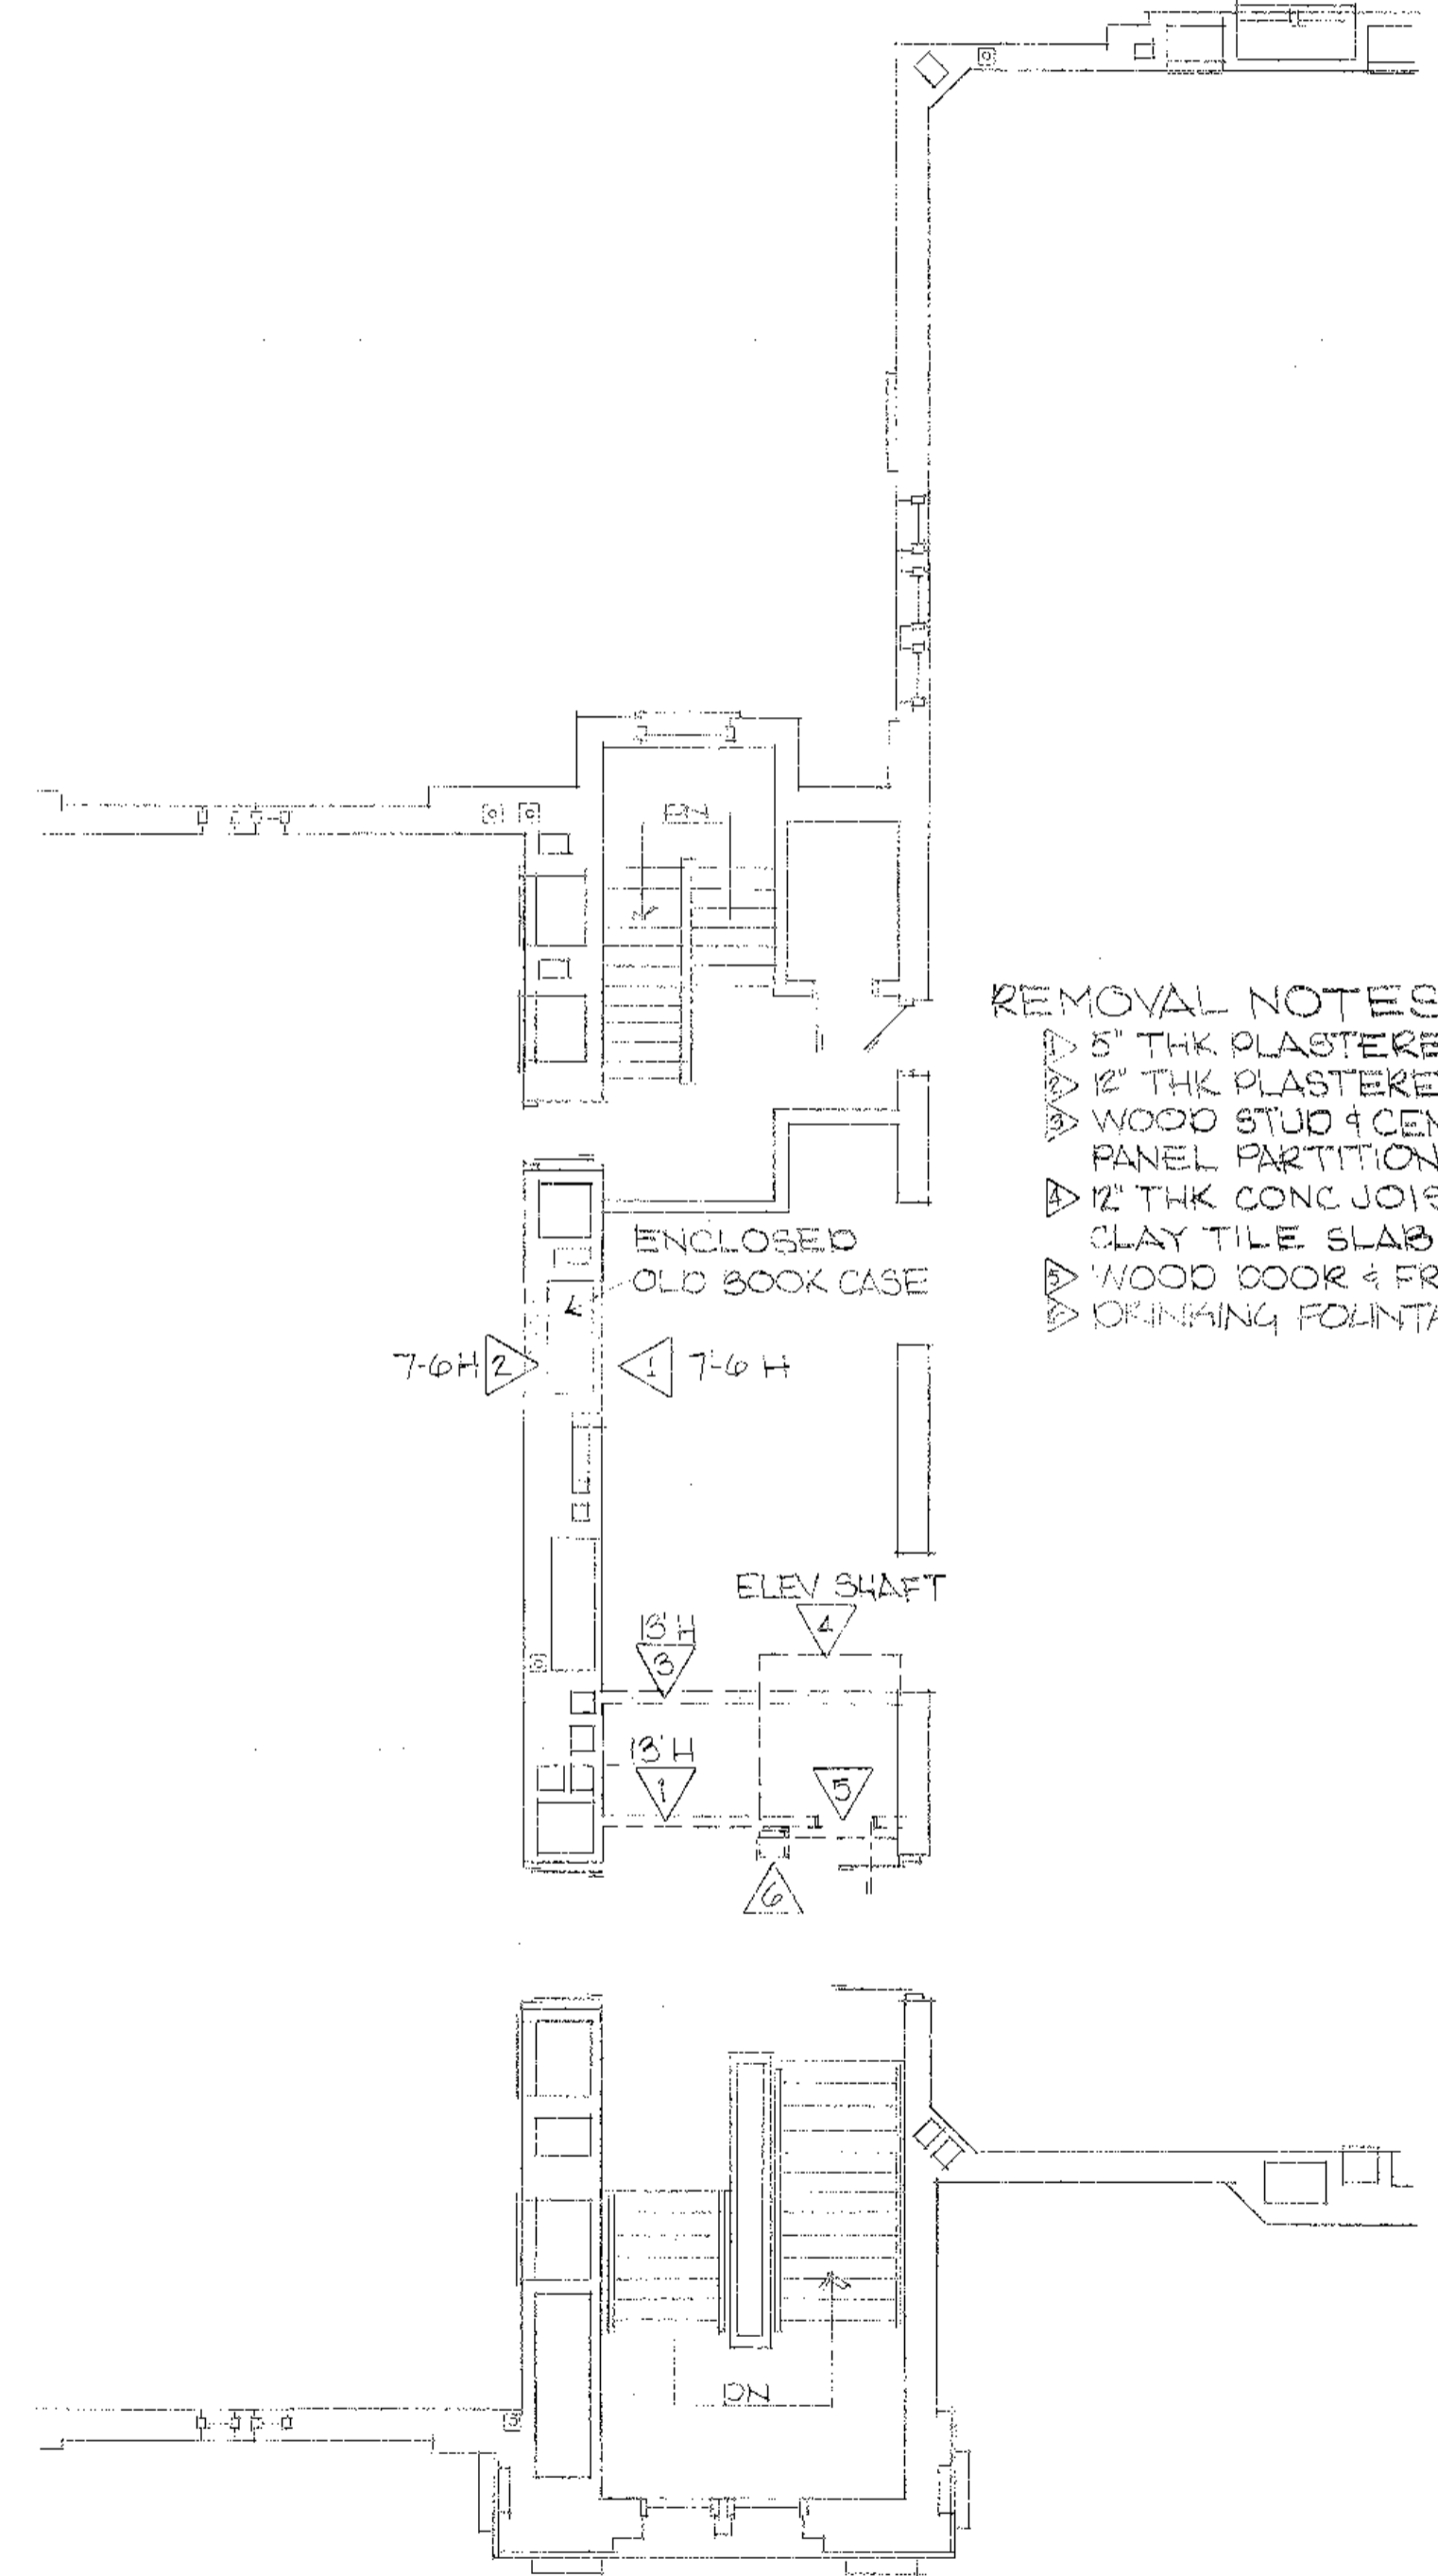 DN
REMOVAL NOTES
1 5" THK PLASTERE
2 12" THK PLASTERE
3 WOOD STUD & CEN
PANEL PARTITION
4 12" THK CONC JOIS
CLAY TILE SLAB
5 WOOD DOOR & FR
6 DRINKING FOUNTA
ENCLOSED
OLD BOOK CASE
7-6H 2
1 7'-6 H
ELEV SHAFT
4
13'H
3
13'H
1
5
6
DN